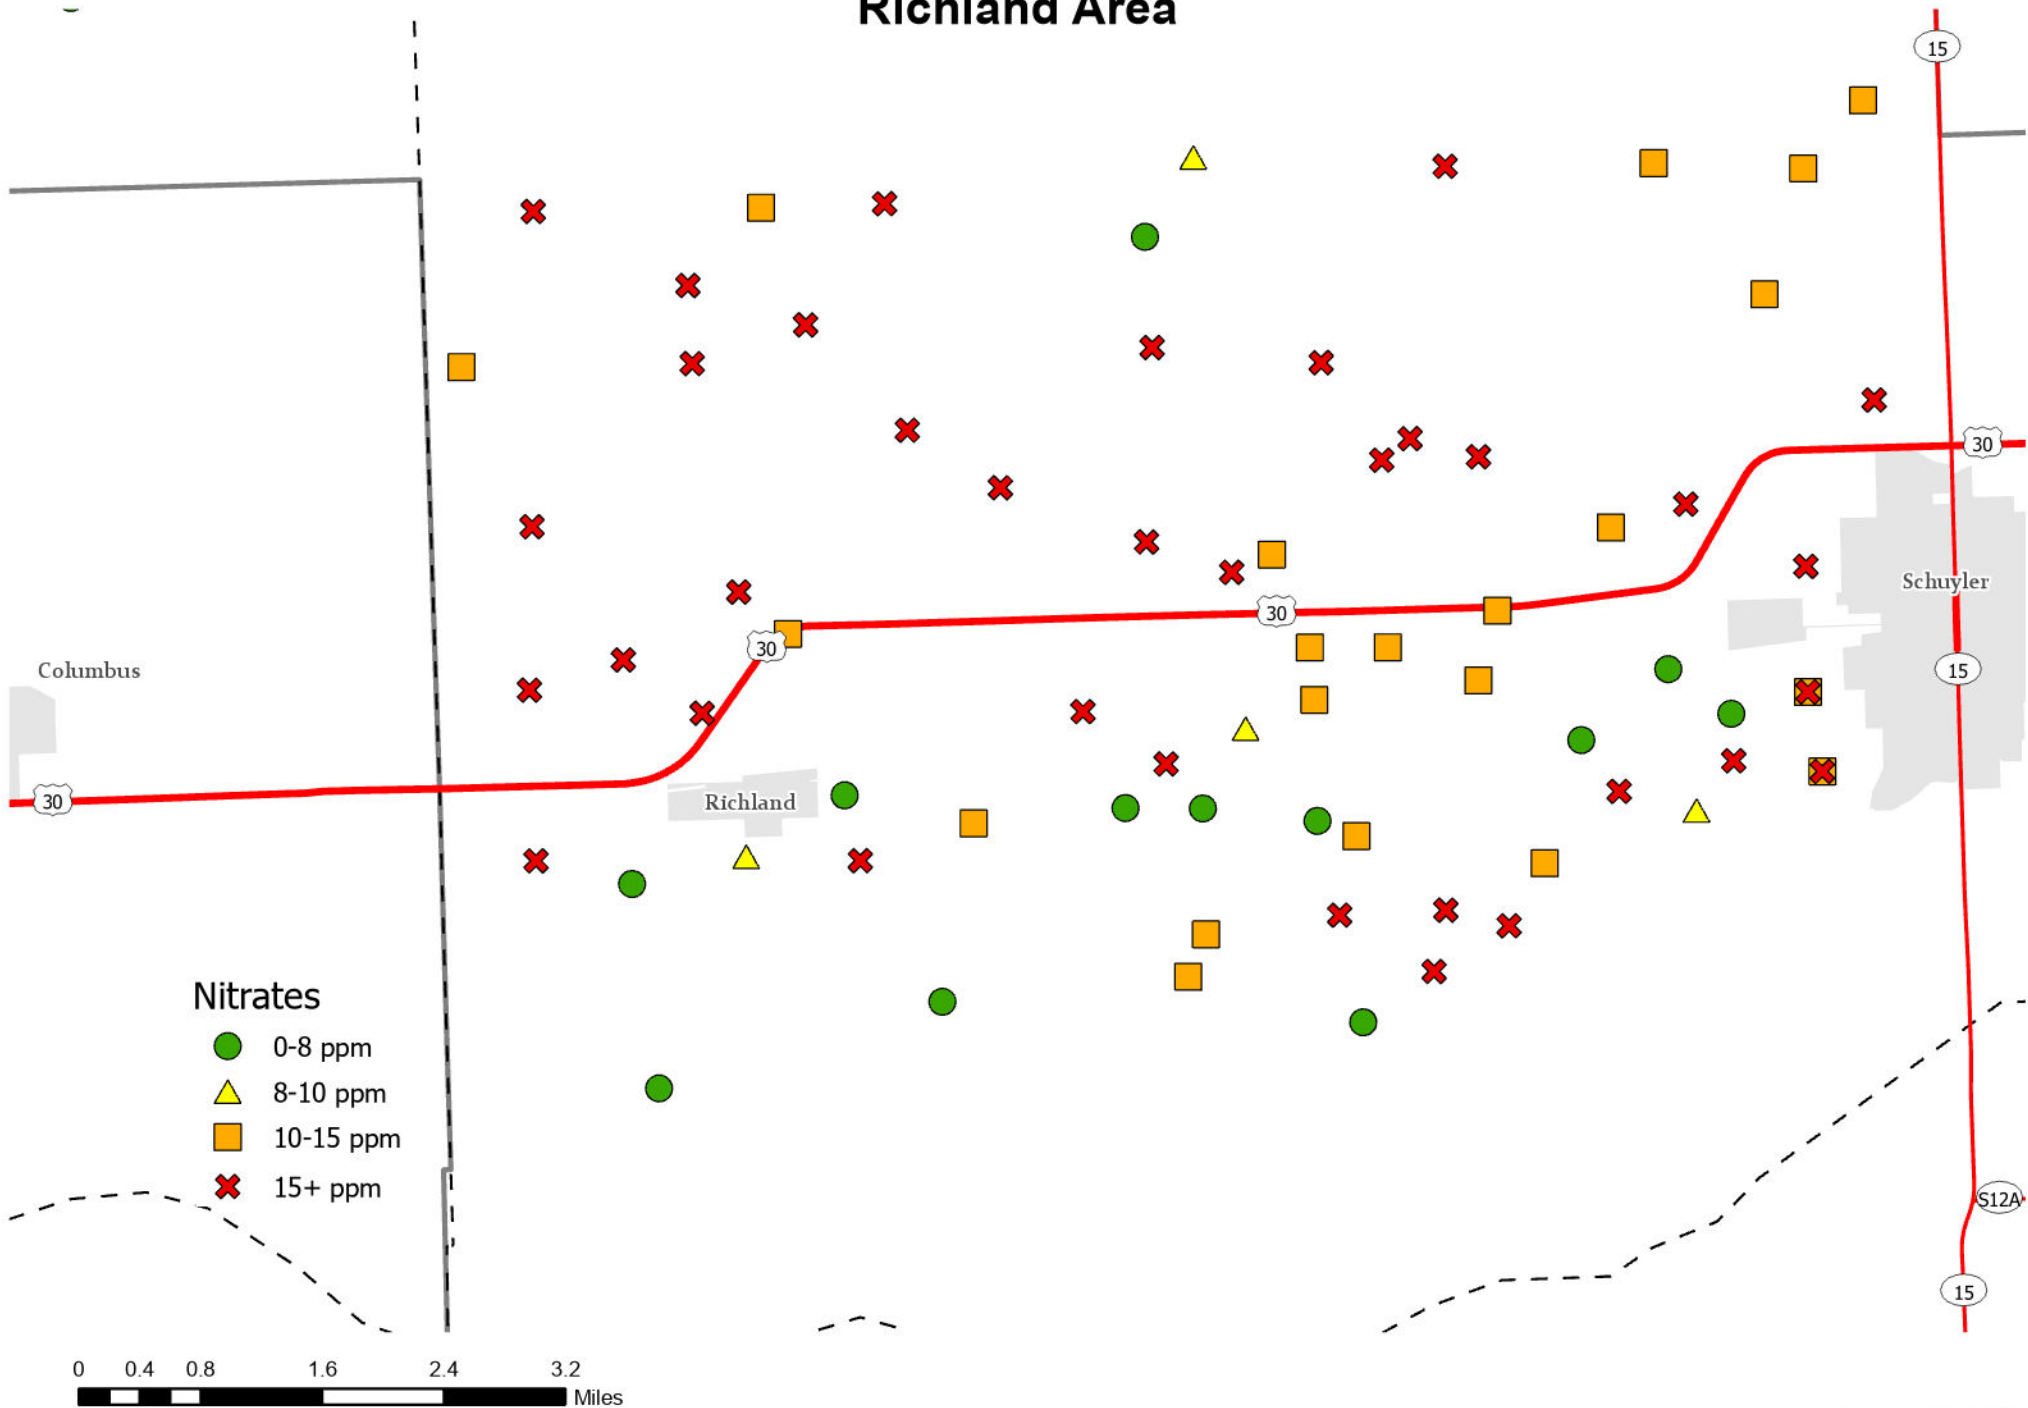 Richland Area
15
30
30
Schuyler
30
Columbus
15
30
Richland
Nitrates
0-8 ppm
8-10 ppm
10-15 ppm
15+ ppm
S12A
15
0 0.4 0.8 1.6 2.4 3.2
Miles